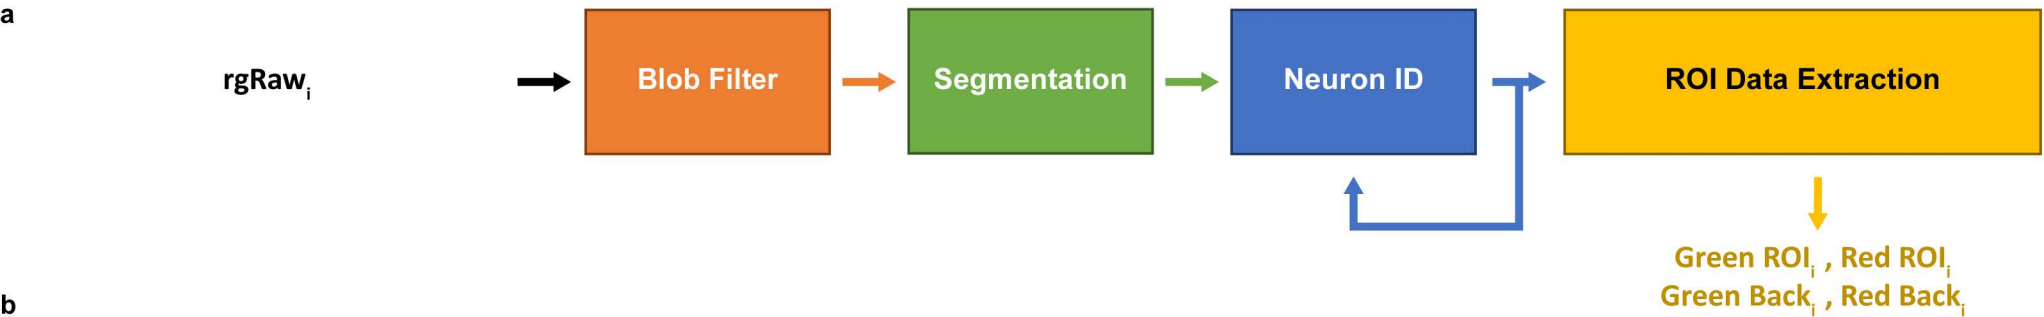 a
rgRawᵢ
Blob Filter
Segmentation
Neuron ID
ROI Data Extraction
Green ROIᵢ , Red ROIᵢ
Green Backᵢ , Red Backᵢ
b